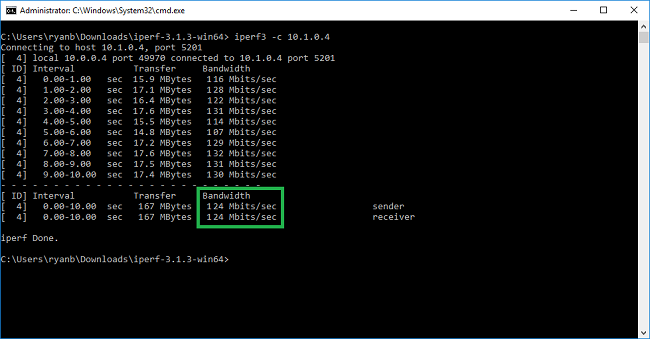 Administrator: C:\Windows\System32\cmd.exe
C:\Users\ryanb\Downloads\iperf-3.1.3-win64> iperf3 -c 10.1.0.4
Connecting to host 10.1.0.4, port 5201
[  4] local 10.0.0.4 port 49970 connected to 10.1.0.4 port 5201
[ ID] Interval           Transfer     Bandwidth
[  4]   0.00-1.00   sec  15.9 MBytes   116 Mbits/sec
[  4]   1.00-2.00   sec  17.1 MBytes   128 Mbits/sec
[  4]   2.00-3.00   sec  16.4 MBytes   122 Mbits/sec
[  4]   3.00-4.00   sec  17.6 MBytes   131 Mbits/sec
[  4]   4.00-5.00   sec  15.5 MBytes   114 Mbits/sec
[  4]   5.00-6.00   sec  14.8 MBytes   107 Mbits/sec
[  4]   6.00-7.00   sec  17.2 MBytes   129 Mbits/sec
[  4]   7.00-8.00   sec  17.6 MBytes   132 Mbits/sec
[  4]   8.00-9.00   sec  17.5 MBytes   131 Mbits/sec
[  4]   9.00-10.00  sec  17.4 MBytes   130 Mbits/sec
- - - - - - - - - - - - - - - - - - - - - - - - -
[ ID] Interval           Transfer     Bandwidth
[  4]   0.00-10.00  sec   167 MBytes   124 Mbits/sec                  sender
[  4]   0.00-10.00  sec   167 MBytes   124 Mbits/sec                  receiver
iperf Done.
C:\Users\ryanb\Downloads\iperf-3.1.3-win64>